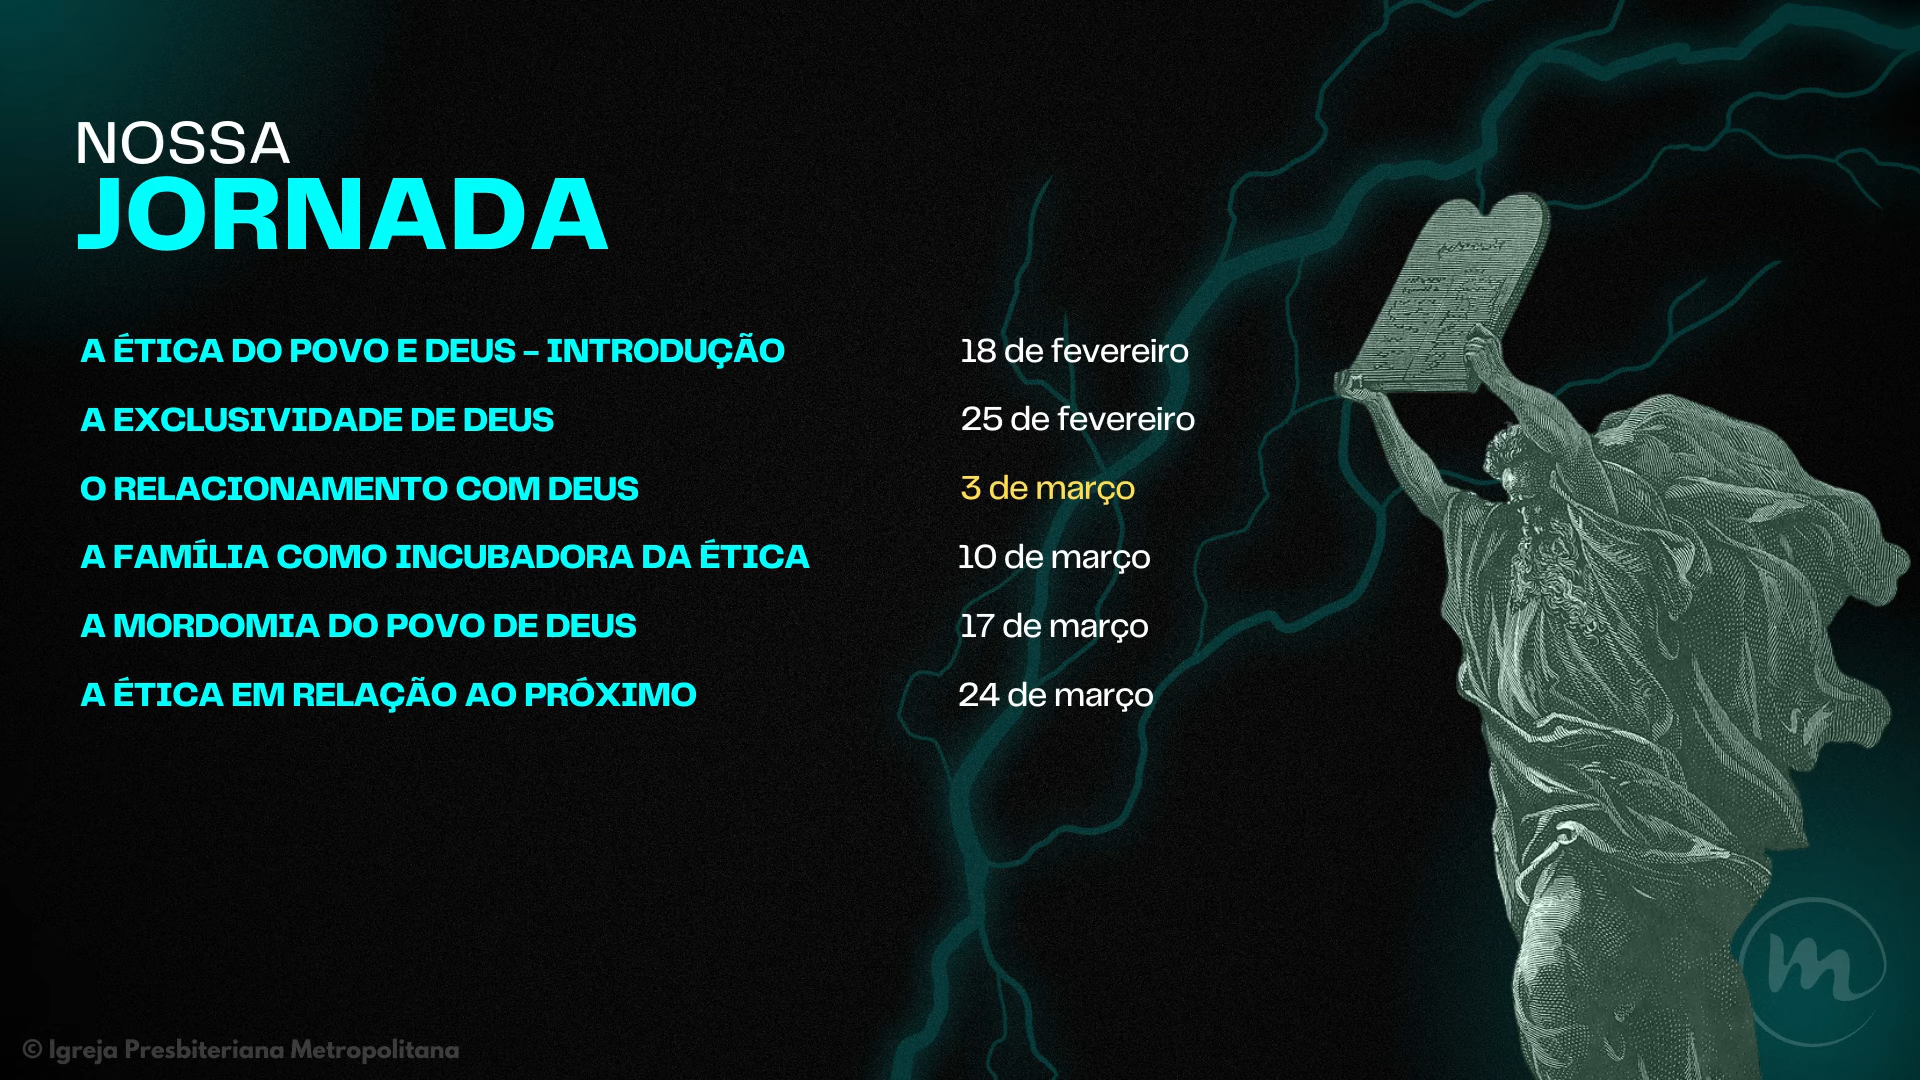 NOSSA
JORNADA
A ÉTICA DO POVO E DEUS – INTRODUÇÃO 18 de fevereiro
A EXCLUSIVIDADE DE DEUS 25 de fevereiro
O RELACIONAMENTO COM DEUS 3 de março
A FAMÍLIA COMO INCUBADORA DA ÉTICA 10 de março
A MORDOMIA DO POVO DE DEUS 17 de março
A ÉTICA EM RELAÇÃO AO PRÓXIMO 24 de março
m
© Igreja Presbiteriana Metropolitana